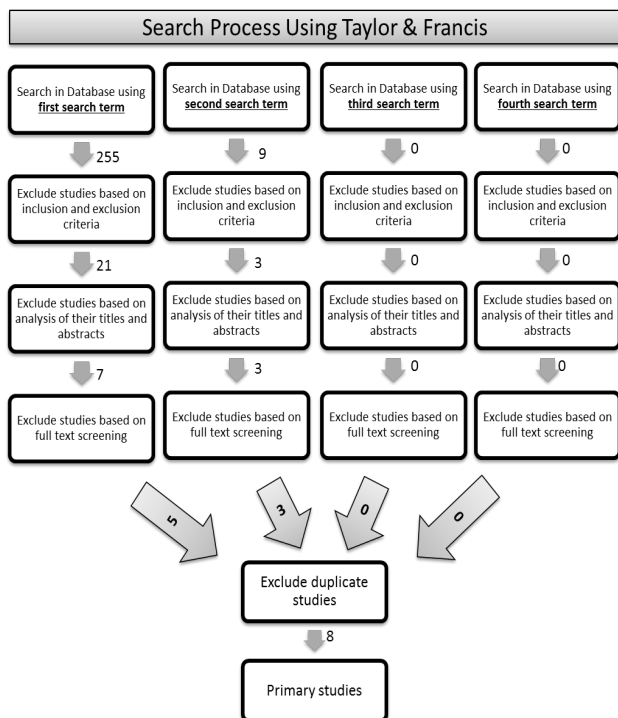 Search Process Using Taylor & Francis
Search in Database using
first search term
Search in Database using
second search term
Search in Database using
third search term
Search in Database using
fourth search term
255
9
0
0
Exclude studies based on
inclusion and exclusion
criteria
Exclude studies based on
inclusion and exclusion
criteria
Exclude studies based on
inclusion and exclusion
criteria
Exclude studies based on
inclusion and exclusion
criteria
21
3
0
0
Exclude studies based on
analysis of their titles and
abstracts
Exclude studies based on
analysis of their titles and
abstracts
Exclude studies based on
analysis of their titles and
abstracts
Exclude studies based on
analysis of their titles and
abstracts
7
3
0
0
Exclude studies based on
full text screening
Exclude studies based on
full text screening
Exclude studies based on
full text screening
Exclude studies based on
full text screening
5
3
0
0
Exclude duplicate
studies
8
Primary studies